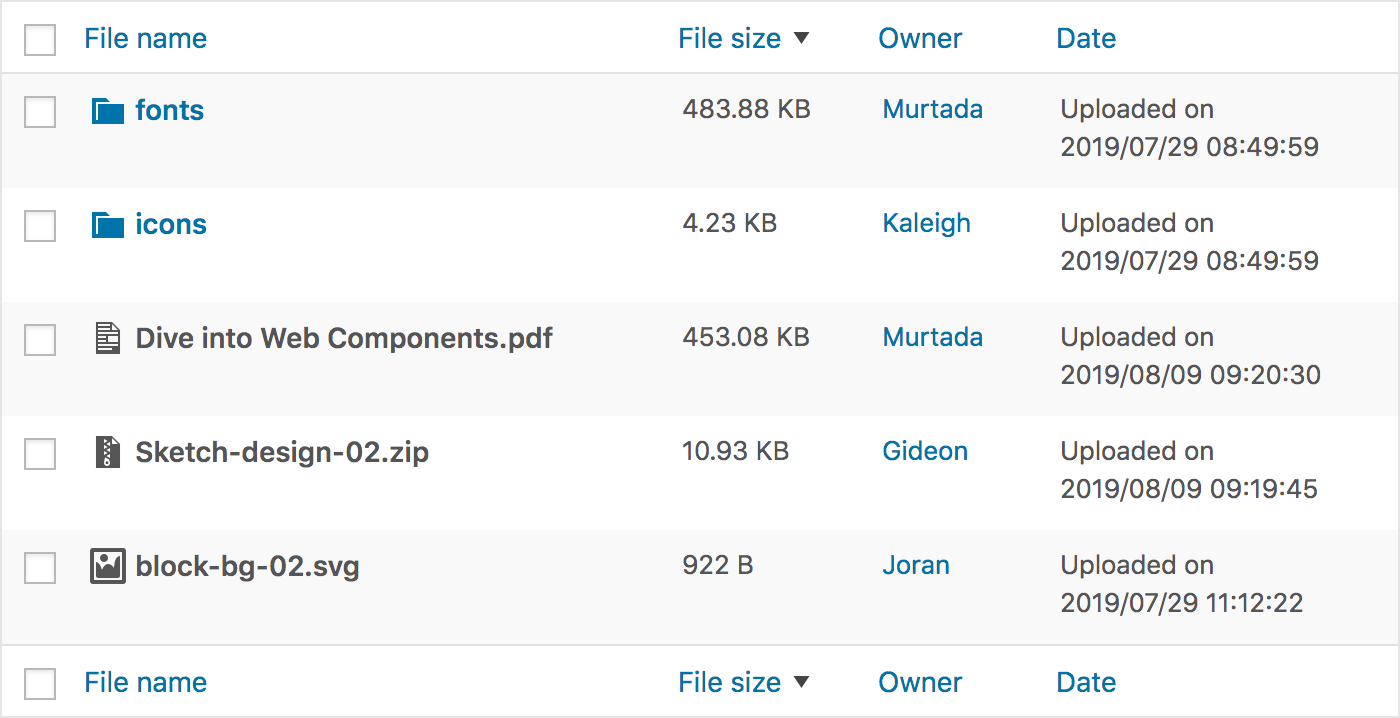 File name File size Owner Date
fonts 483.88 KB Murtada Uploaded on
2019/07/29 08:49:59
icons 4.23 KB Kaleigh Uploaded on
2019/07/29 08:49:59
Dive into Web Components.pdf 453.08 KB Murtada Uploaded on
2019/08/09 09:20:30
Sketch-design-02.zip 10.93 KB Gideon Uploaded on
2019/08/09 09:19:45
block-bg-02.svg 922 B Joran Uploaded on
2019/07/29 11:12:22
File name File size Owner Date